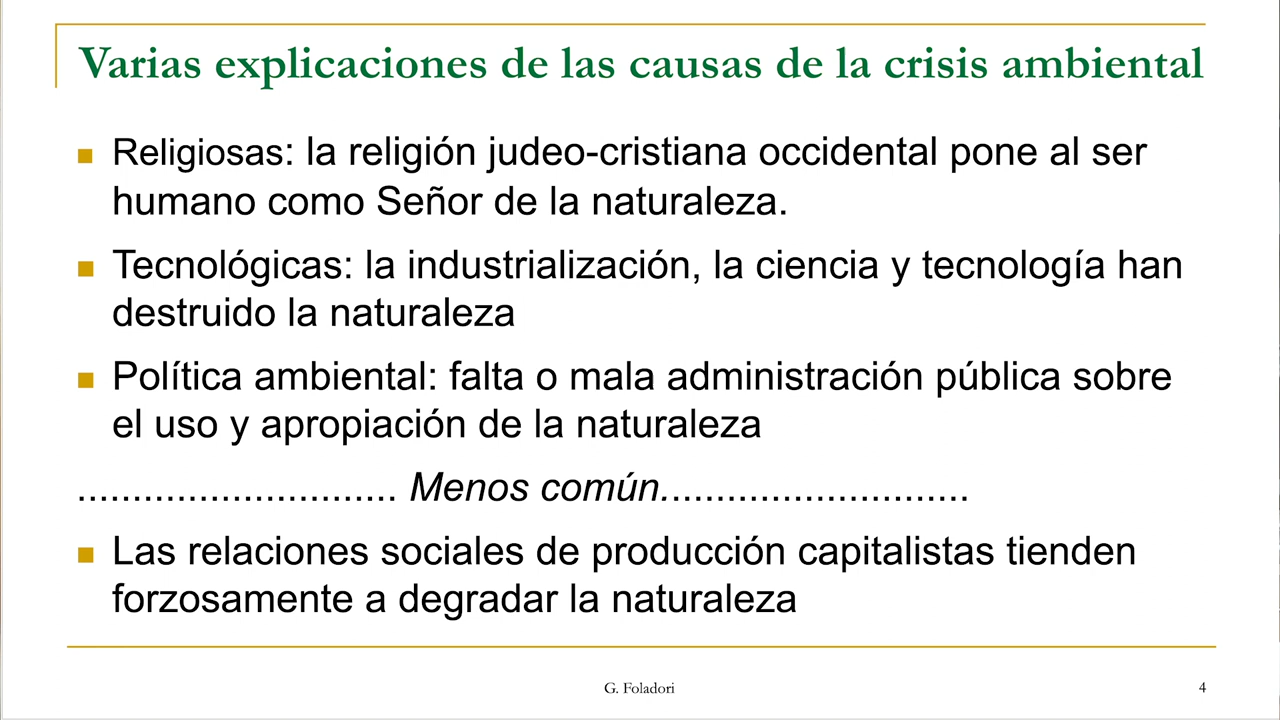 Varias explicaciones de las causas de la crisis ambiental
Religiosas: la religión judeo-cristiana occidental pone al ser
humano como Señor de la naturaleza.
Tecnológicas: la industrialización, la ciencia y tecnología han
destruido la naturaleza
Política ambiental: falta o mala administración pública sobre
el uso y apropiación de la naturaleza
............................. Menos común............................
Las relaciones sociales de producción capitalistas tienden
forzosamente a degradar la naturaleza
G. Foladori
4